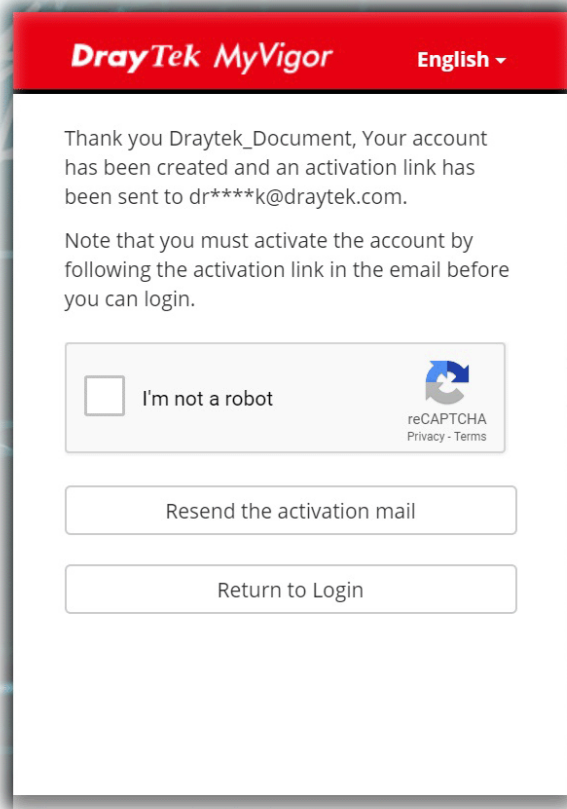 DrayTek MyVigor
English
Thank you Draytek_Document, Your account
has been created and an activation link has
been sent to dr****k@draytek.com.
Note that you must activate the account by
following the activation link in the email before
you can login.
I'm not a robot
reCAPTCHA
Privacy - Terms
Resend the activation mail
Return to Login